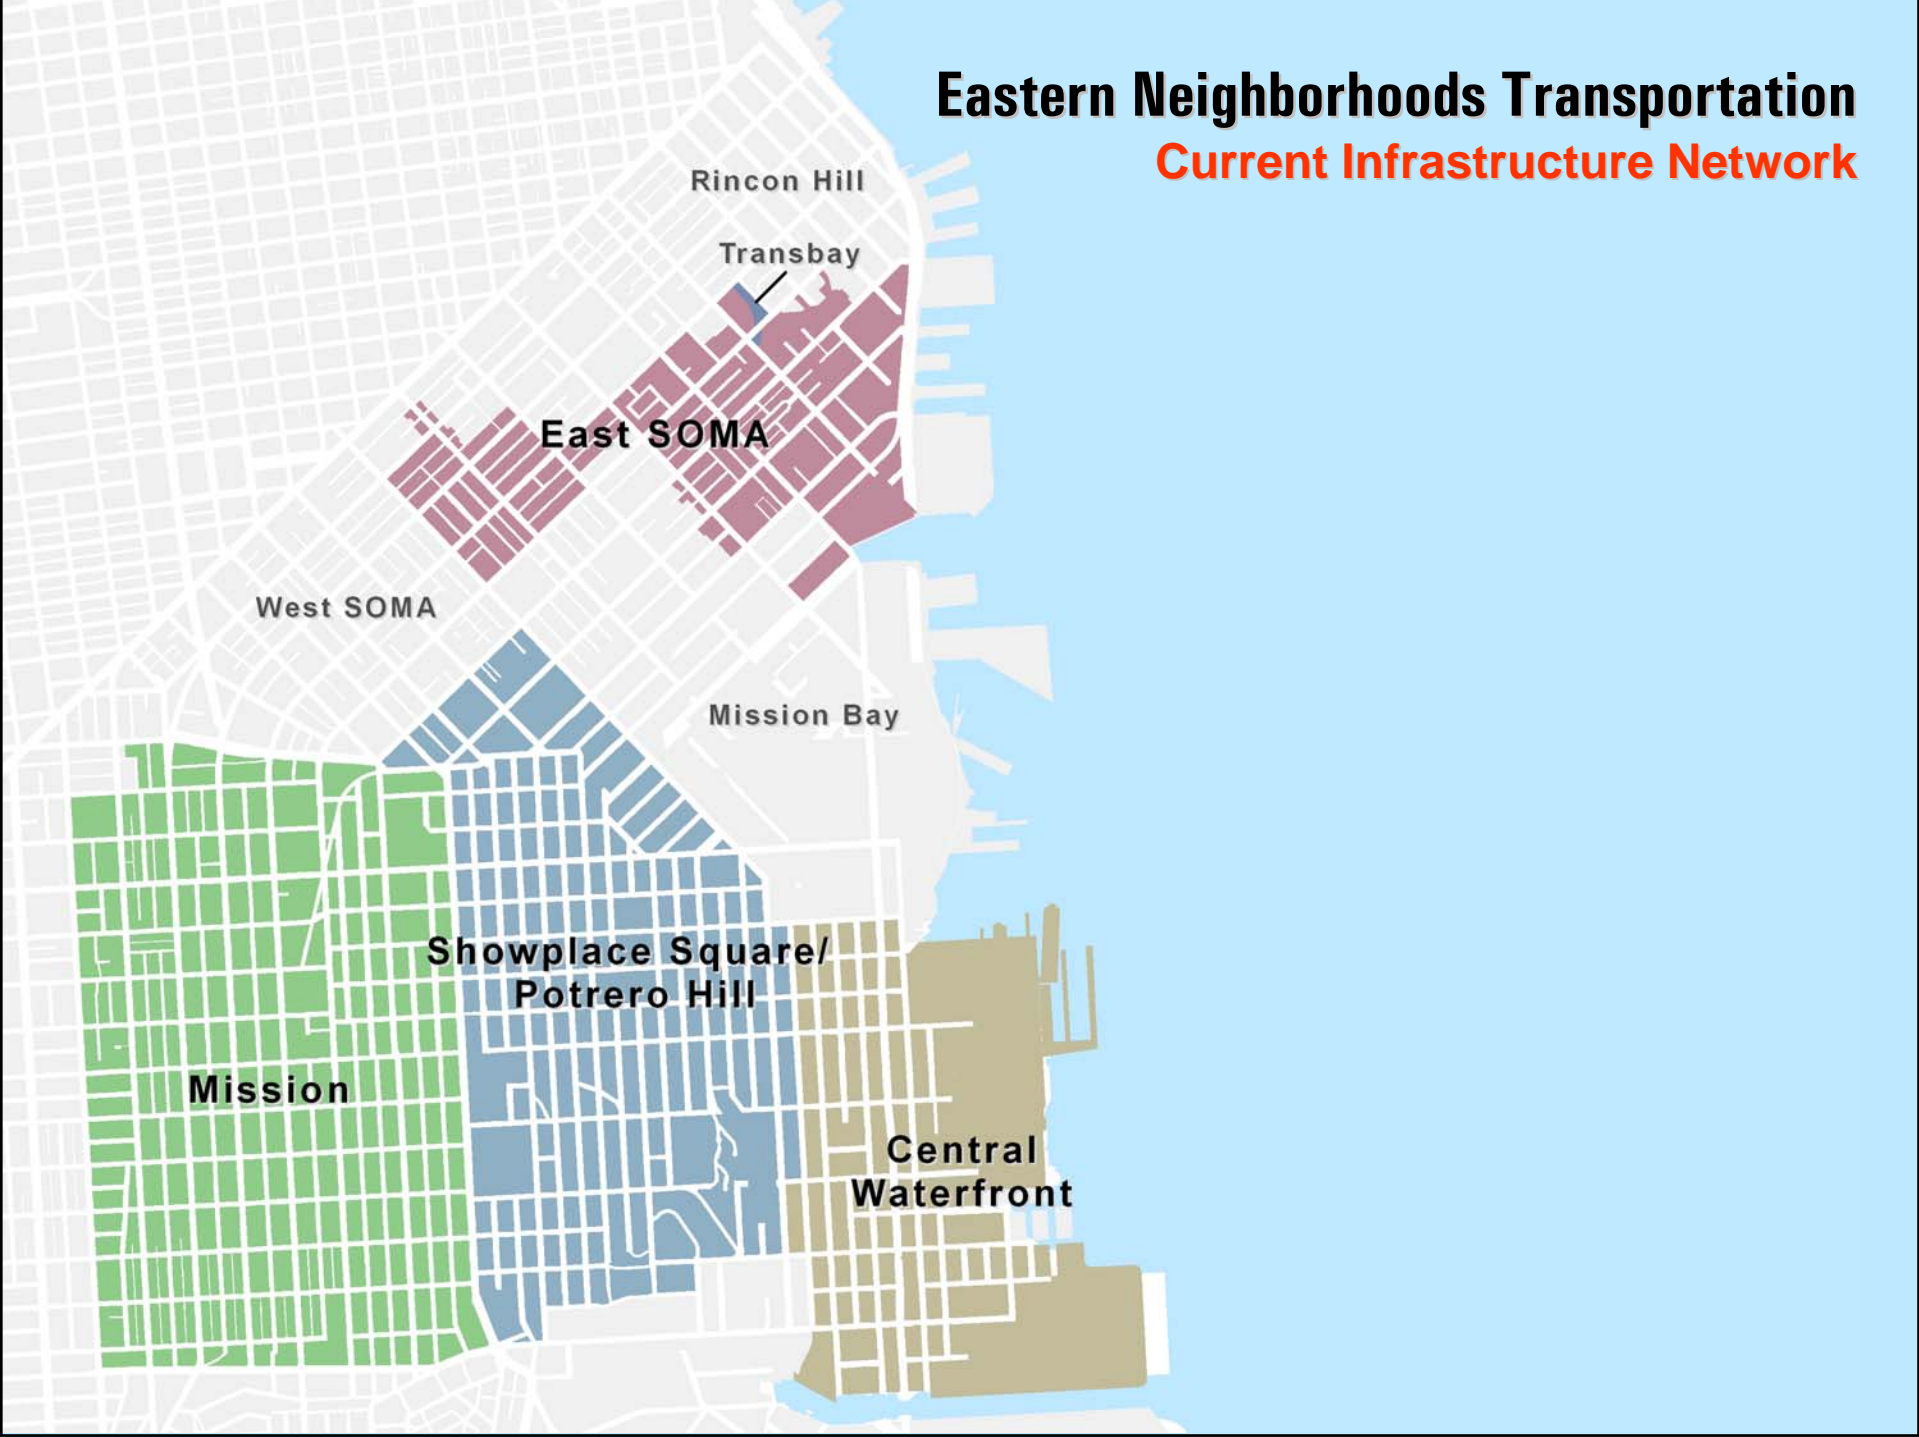 Eastern Neighborhoods Transportation
Current Infrastructure Network
Rincon Hill
Transbay
East SOMA
West SOMA
Mission Bay
Showplace Square/
Potrero Hill
Mission
Central
Waterfront